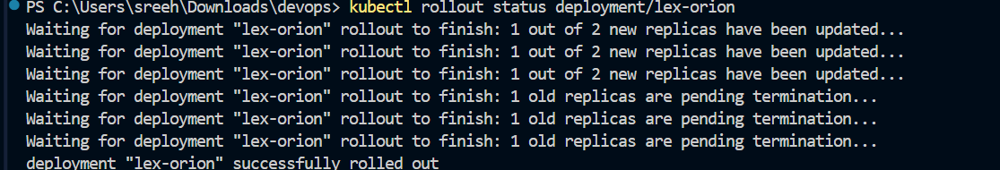 PS C:\Users\sreeh\Downloads\devops> kubectl rollout status deployment/lex-orion
Waiting for deployment "lex-orion" rollout to finish: 1 out of 2 new replicas have been updated...
Waiting for deployment "lex-orion" rollout to finish: 1 out of 2 new replicas have been updated...
Waiting for deployment "lex-orion" rollout to finish: 1 out of 2 new replicas have been updated...
Waiting for deployment "lex-orion" rollout to finish: 1 old replicas are pending termination...
Waiting for deployment "lex-orion" rollout to finish: 1 old replicas are pending termination...
Waiting for deployment "lex-orion" rollout to finish: 1 old replicas are pending termination...
deployment "lex-orion" successfully rolled out